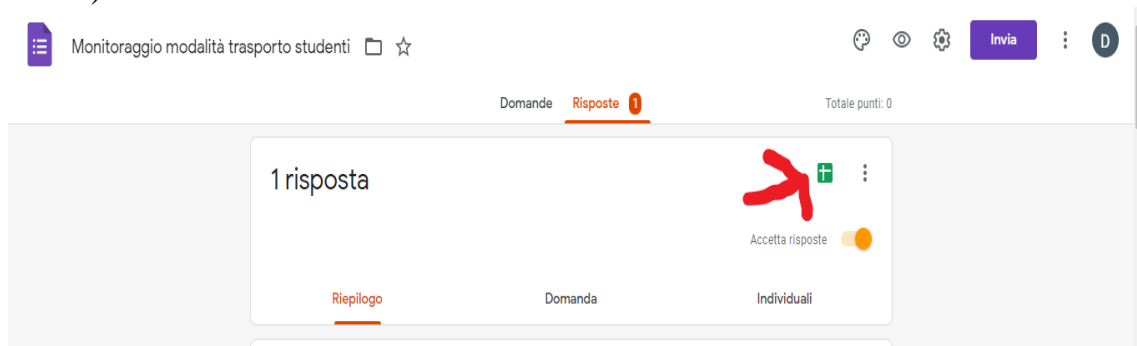 Monitoraggio modalità trasporto studenti
Invia
D
Domande Risposte 1
Totale punti: 0
1 risposta
Accetta risposte
Riepilogo Domanda Individuali